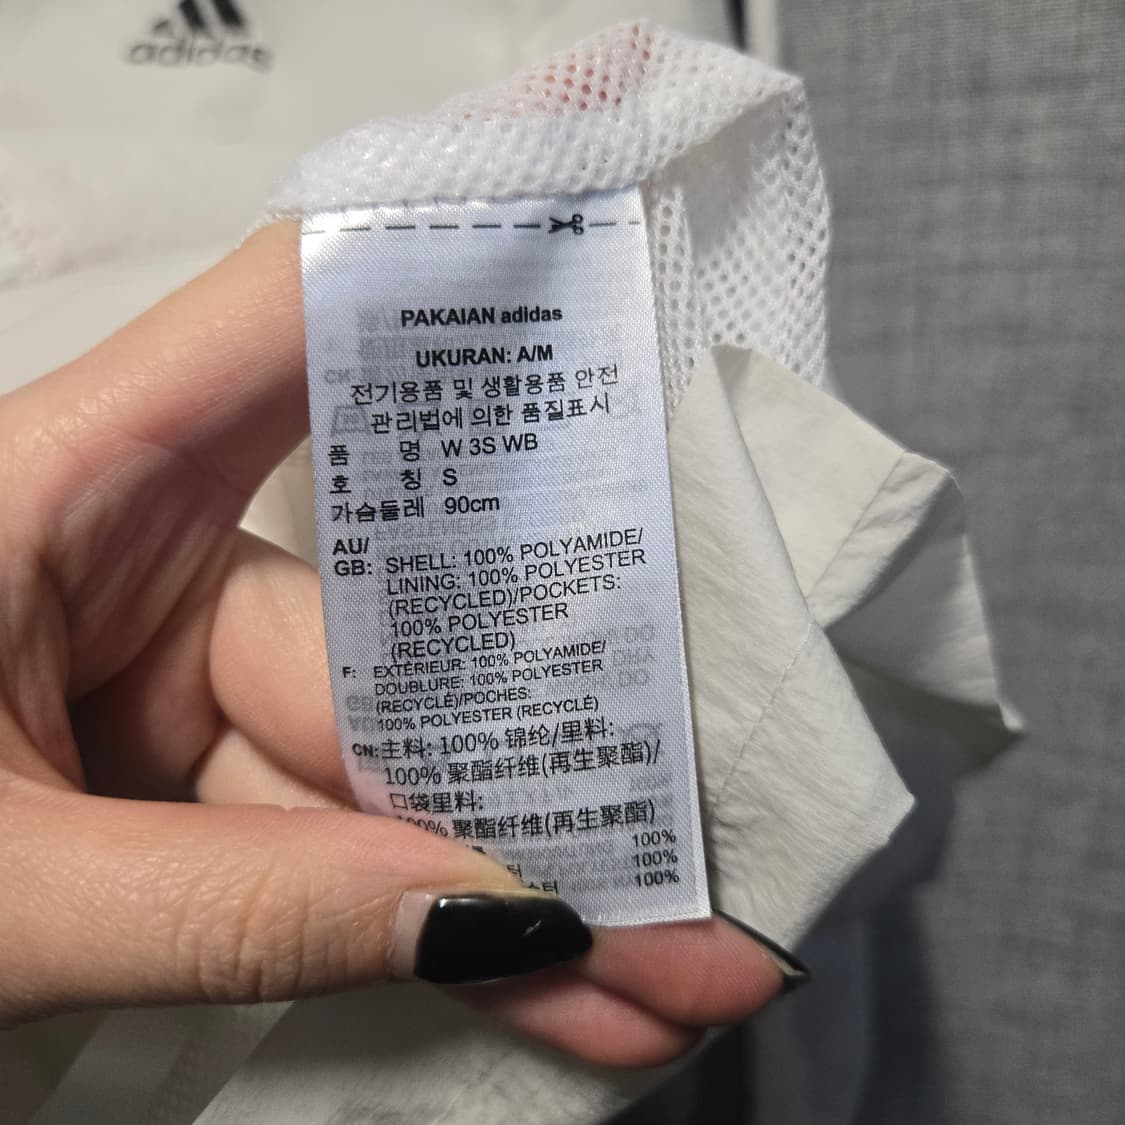 adidas
PAKAIAN adidas
UKURAN: A/M
전기용품 및 생활용품 안전
관리법에 의한 품질표시
품 명 W 3S WB
호 칭 S
가슴둘레 90cm
AU/
GB: SHELL: 100% POLYAMIDE/
LINING: 100% POLYESTER
(RECYCLED)/POCKETS:
100% POLYESTER
(RECYCLED)
F: EXTÉRIEUR: 100% POLYAMIDE/
DOUBLURE: 100% POLYESTER
(RECYCLÉ)/POCHES:
100% POLYESTER (RECYCLÉ)
CN: 主料: 100% 锦纶/里料:
100% 聚酯纤维(再生聚酯)/
口袋里料:
100% 聚酯纤维(再生聚酯)
100%
100%
100%